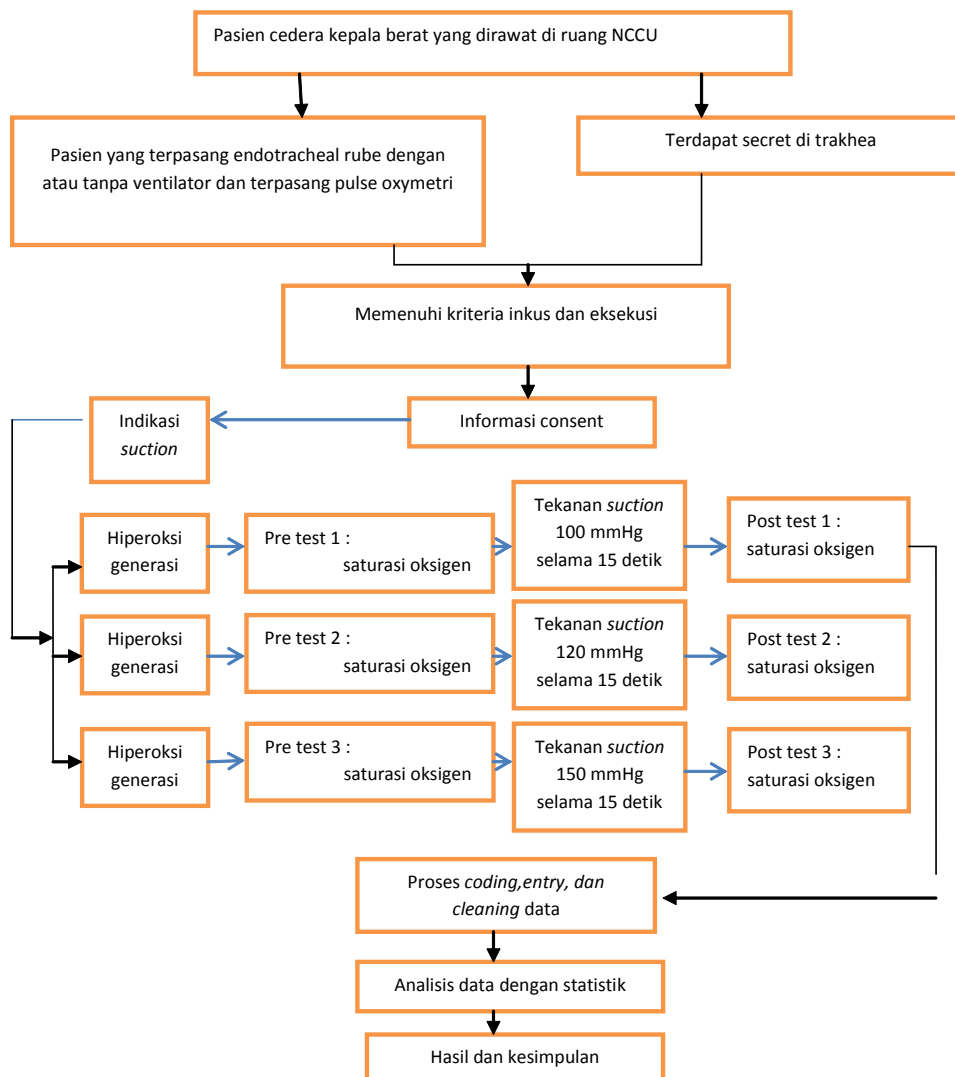 Pasien cedera kepala berat yang dirawat di ruang NCCU
Pasien yang terpasang endotracheal rube dengan
atau tanpa ventilator dan terpasang pulse oxymetri
Terdapat secret di trakhea
Memenuhi kriteria inkus dan eksekusi
Indikasi
suction
Informasi consent
Hiperoksi
generasi
Pre test 1 :
saturasi oksigen
Tekanan suction
100 mmHg
selama 15 detik
Post test 1 :
saturasi oksigen
Hiperoksi
generasi
Pre test 2 :
saturasi oksigen
Tekanan suction
120 mmHg
selama 15 detik
Post test 2 :
saturasi oksigen
Hiperoksi
generasi
Pre test 3 :
saturasi oksigen
Tekanan suction
150 mmHg
selama 15 detik
Post test 3 :
saturasi oksigen
Proses coding,entry, dan
cleaning data
Analisis data dengan statistik
Hasil dan kesimpulan